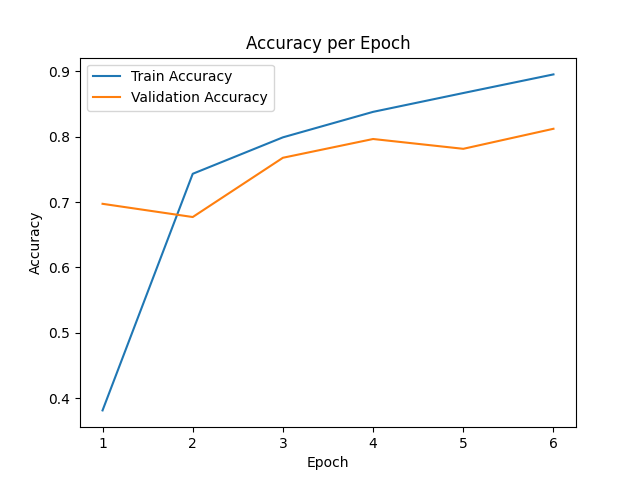 Accuracy per Epoch
Train Accuracy
Validation Accuracy
0.9
0.8
0.7
0.6
0.5
0.4
Accuracy
1 2 3 4 5 6
Epoch